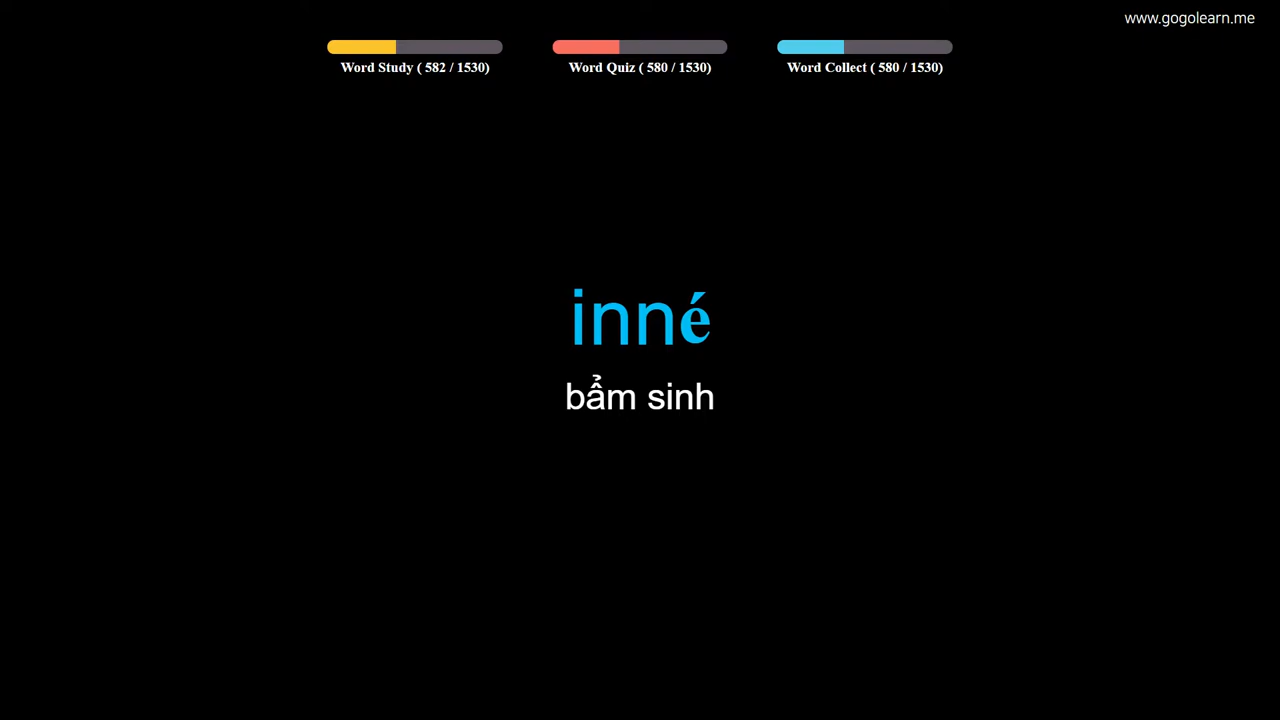 www.gogolearn.me
Word Study ( 582 / 1530)
Word Quiz ( 580 / 1530)
Word Collect ( 580 / 1530)
inné
bẩm sinh